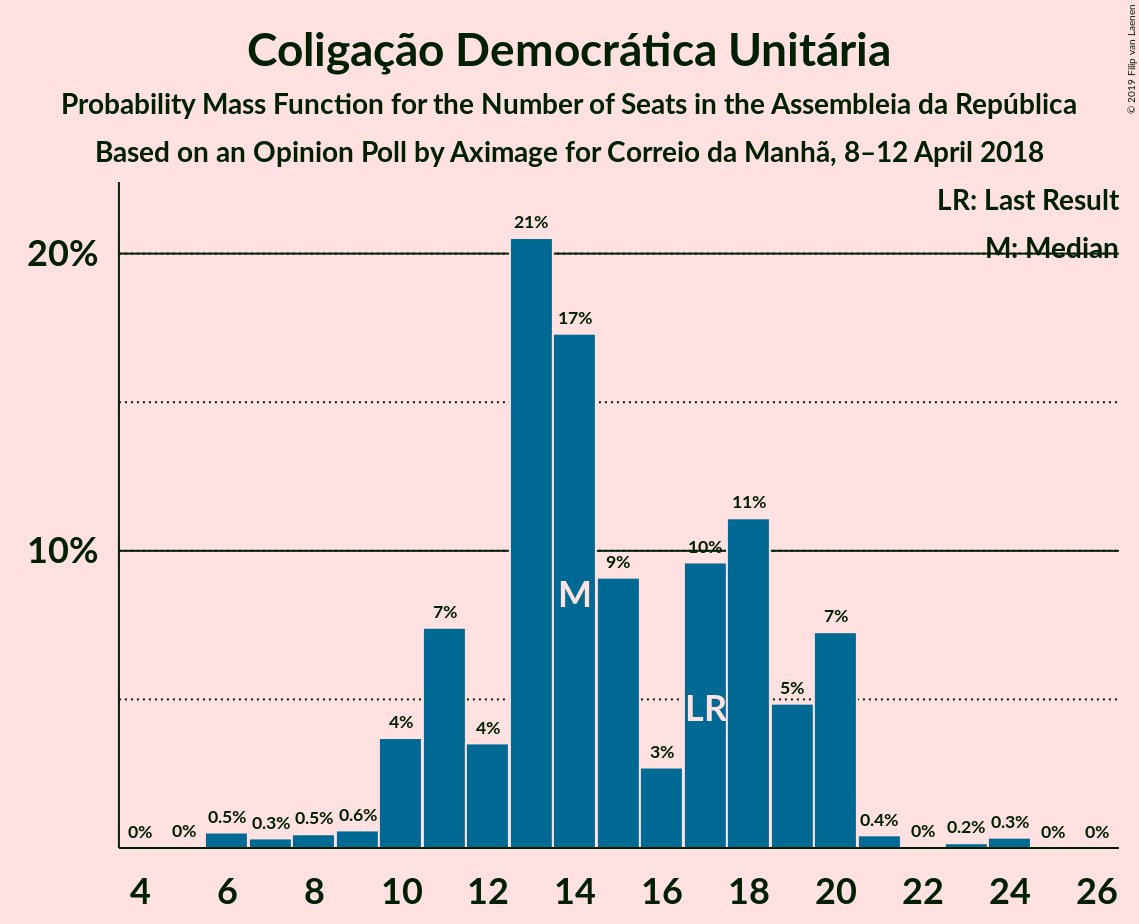 Coligação Democrática Unitária
Probability Mass Function for the Number of Seats in the Assembleia da República
Based on an Opinion Poll by Aximage for Correio da Manhã, 8–12 April 2018
© 2019 Filip van Laenen
LR: Last Result
M: Median
20%
10%
0%
0%
0.5%
0.3%
0.5%
0.6%
4%
7%
4%
21%
17%
9%
3%
10%
11%
5%
7%
0.4%
0%
0.2%
0.3%
0%
0%
M
LR
4 6 8 10 12 14 16 18 20 22 24 26